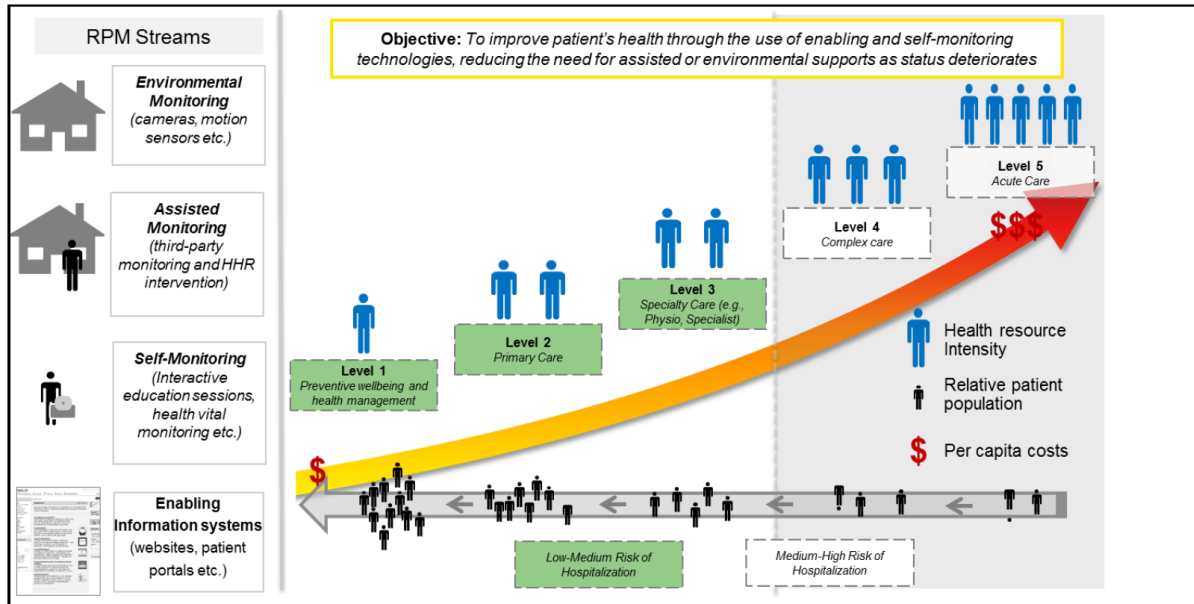 RPM Streams
Environmental
Monitoring
(cameras, motion
sensors etc.)
Assisted
Monitoring
(third-party
monitoring and HHR
intervention)
Self-Monitoring
(Interactive
education sessions,
health vital
monitoring etc.)
Enabling
Information systems
(websites, patient
portals etc.)
Objective: To improve patient's health through the use of enabling and self-monitoring
technologies, reducing the need for assisted or environmental supports as status deteriorates
Level 1
Preventive wellbeing and
health management
Level 2
Primary Care
Level 3
Specialty Care (e.g.,
Physio, Specialist)
Level 4
Complex care
Level 5
Acute Care
$
$$$
Health resource
Intensity
Relative patient
population
$ Per capita costs
Low-Medium Risk of
Hospitalization
Medium-High Risk of
Hospitalization